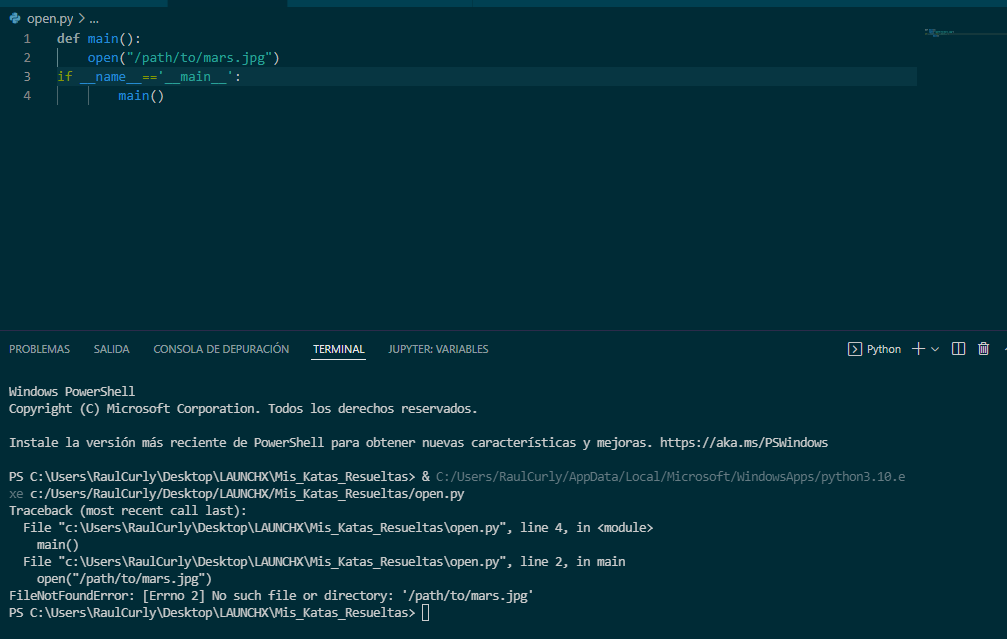 open.py > ...
1 def main():
2     open("/path/to/mars.jpg")
3 if __name__=='__main__':
4         main()
PROBLEMAS SALIDA CONSOLA DE DEPURACIÓN TERMINAL JUPYTER: VARIABLES Python
Windows PowerShell
Copyright (C) Microsoft Corporation. Todos los derechos reservados.
Instale la versión más reciente de PowerShell para obtener nuevas características y mejoras. https://aka.ms/PSWindows
PS C:\Users\RaulCurly\Desktop\LAUNCHX\Mis_Katas_Resueltas> & C:/Users/RaulCurly/AppData/Local/Microsoft/WindowsApps/python3.10.e
xe c:/Users/RaulCurly/Desktop/LAUNCHX/Mis_Katas_Resueltas/open.py
Traceback (most recent call last):
  File "c:\Users\RaulCurly\Desktop\LAUNCHX\Mis_Katas_Resueltas\open.py", line 4, in <module>
    main()
  File "c:\Users\RaulCurly\Desktop\LAUNCHX\Mis_Katas_Resueltas\open.py", line 2, in main
    open("/path/to/mars.jpg")
FileNotFoundError: [Errno 2] No such file or directory: '/path/to/mars.jpg'
PS C:\Users\RaulCurly\Desktop\LAUNCHX\Mis_Katas_Resueltas>